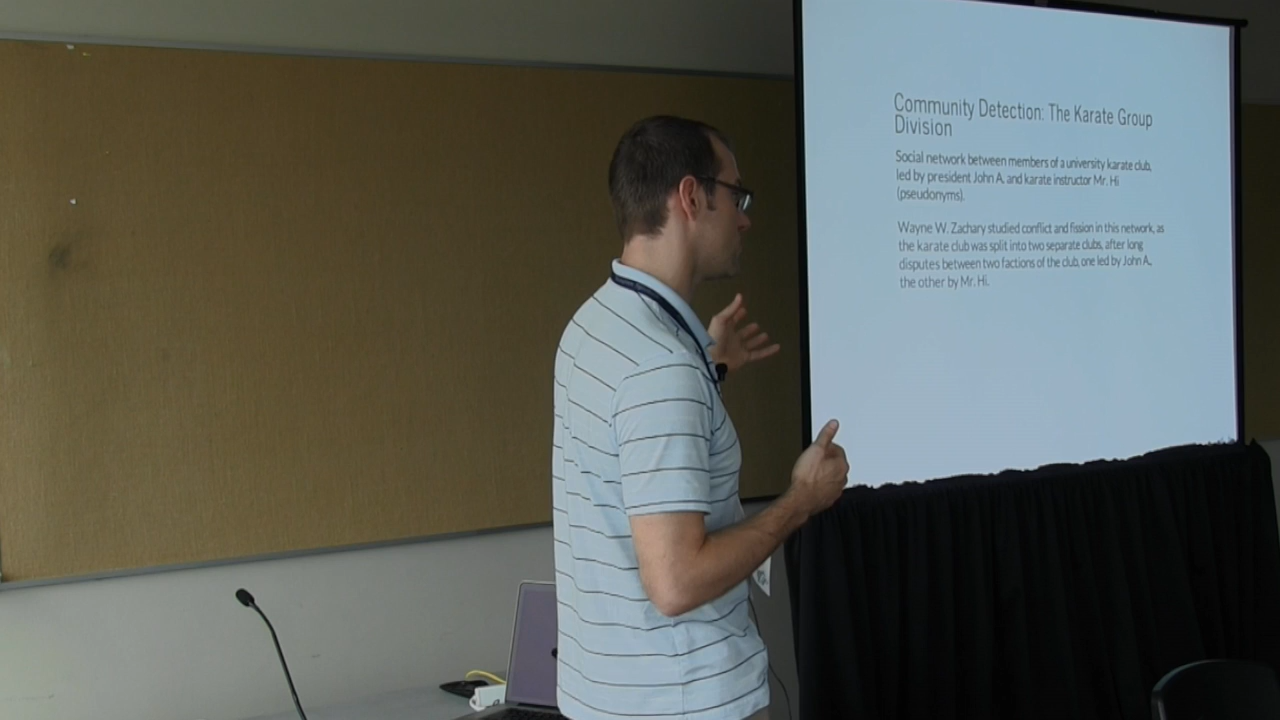 Community Detection: The Karate Group
Division
Social network between members of a university karate club,
led by president John A. and karate instructor Mr. Hi
(pseudonyms).
Wayne W. Zachary studied conflict and fission in this network, as
the karate club was split into two separate clubs, after long
disputes between two factions of the club, one led by John A.,
the other by Mr. Hi.